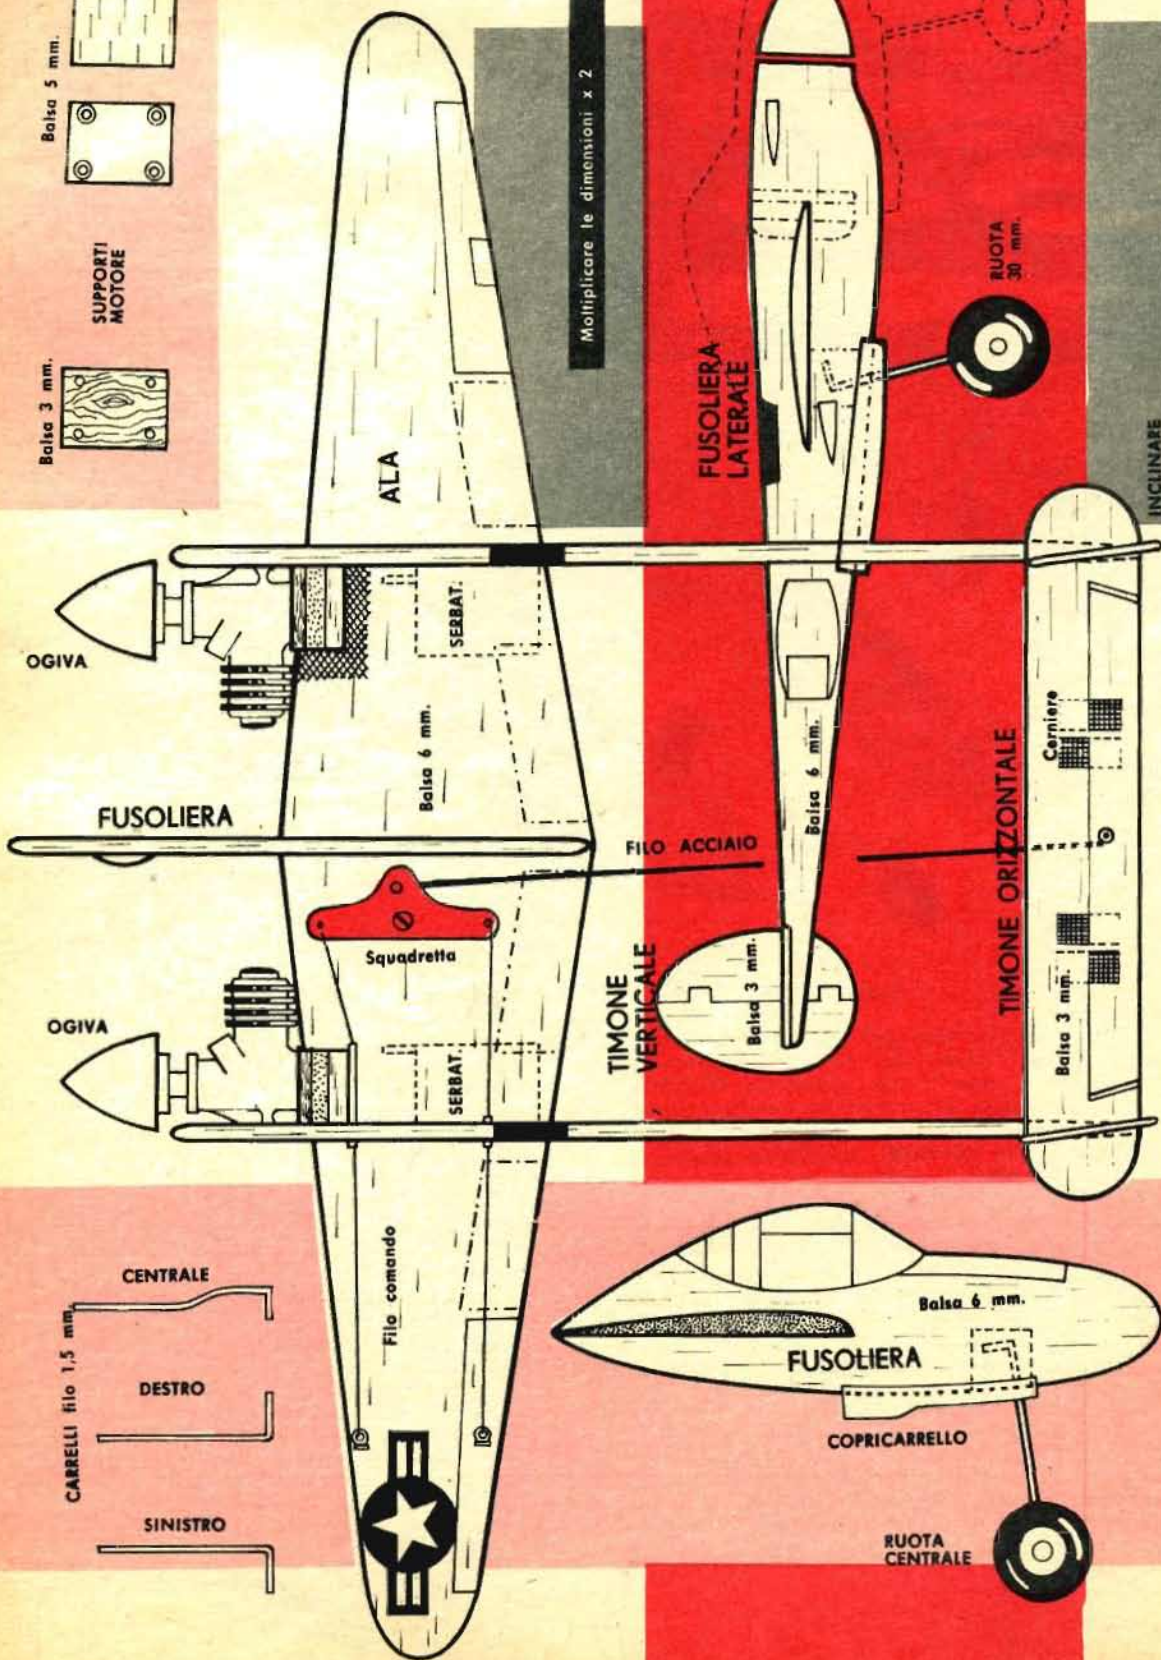 Balsa 5 mm.
Balsa 3 mm.
SUPPORTI
MOTORE
Moltiplicare le dimensioni x 2
ALA
OGIVA
SERBAT.
Balsa 6 mm.
FUSOLIERA
FILO ACCIAIO
Squadretta
OGIVA
SERBAT.
Filo comando
FUSOLIERA
LATERALE
RUOTA
30 mm.
INCLINARE
Balsa 6 mm.
TIMONE
VERTICALE
Balsa 3 mm.
TIMONE ORIZZONTALE
Cerniere
Balsa 3 mm.
CARRELLI filo 1,5 mm.
CENTRALE
DESTRO
SINISTRO
Balsa 6 mm.
FUSOLIERA
COPRICARRELLO
RUOTA
CENTRALE